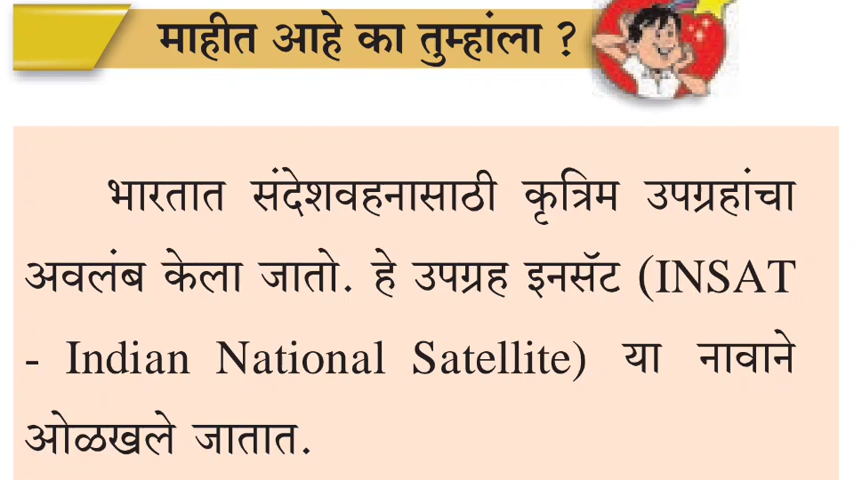 माहीत आहे का तुम्हांला ?
भारतात संदेशवहनासाठी कृत्रिम उपग्रहांचा
अवलंब केला जातो. हे उपग्रह इनसॅट (INSAT
- Indian National Satellite) या नावाने
ओळखले जातात.